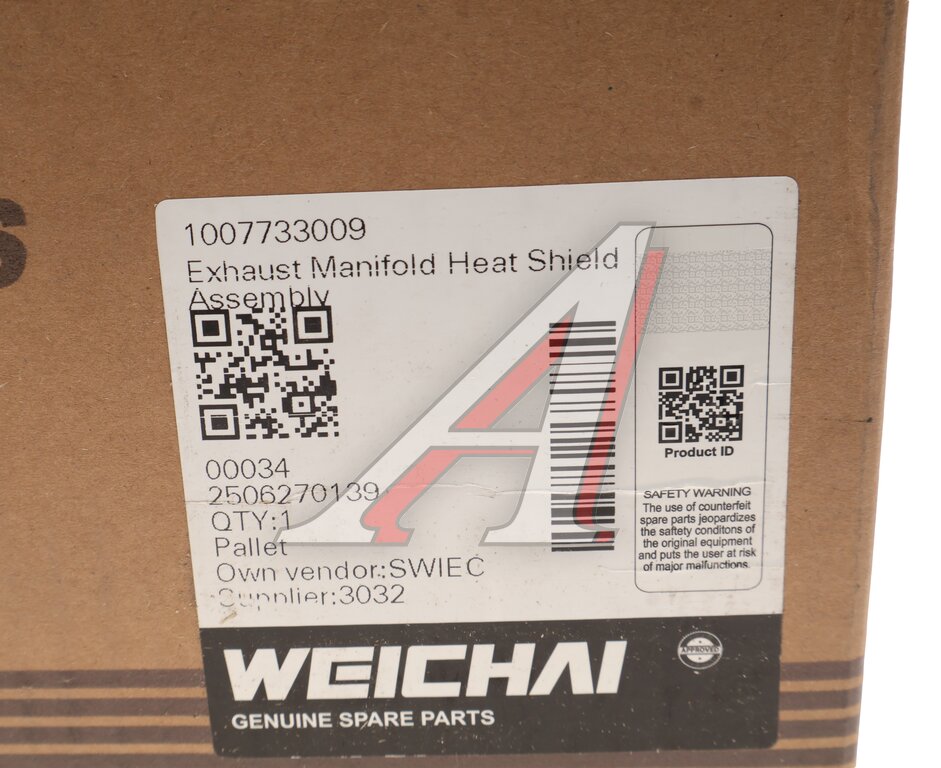 S
1007733009
Exhaust Manifold Heat Shield
Assembly
00034
2506270139
QTY:1
Pallet
Own vendor.:SWIEC
Supplier:3032
Product ID
SAFETY WARNING
The use of counterfeit
spare parts jeopardizes
the saftety conditons of
the original equipment
and puts the user at risk
of major malfunctions.
WEICHAI
GENUINE SPARE PARTS
APPROVED